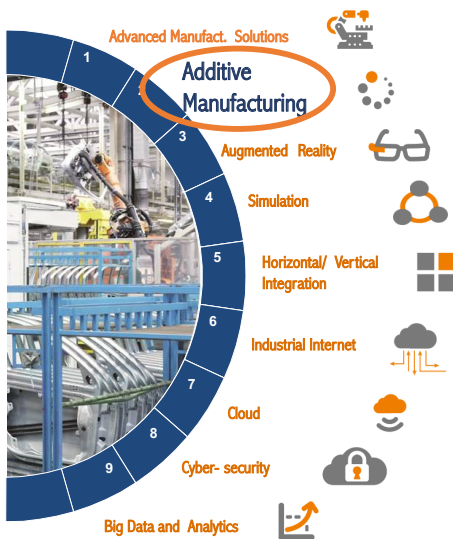 Advanced Manufact. Solutions
1
Additive
2
Manufacturing
3
Augmented Reality
4
Simulation
5
Horizontal/ Vertical
Integration
6
Industrial Internet
7
Cloud
8
Cyber- security
9
Big Data and Analytics